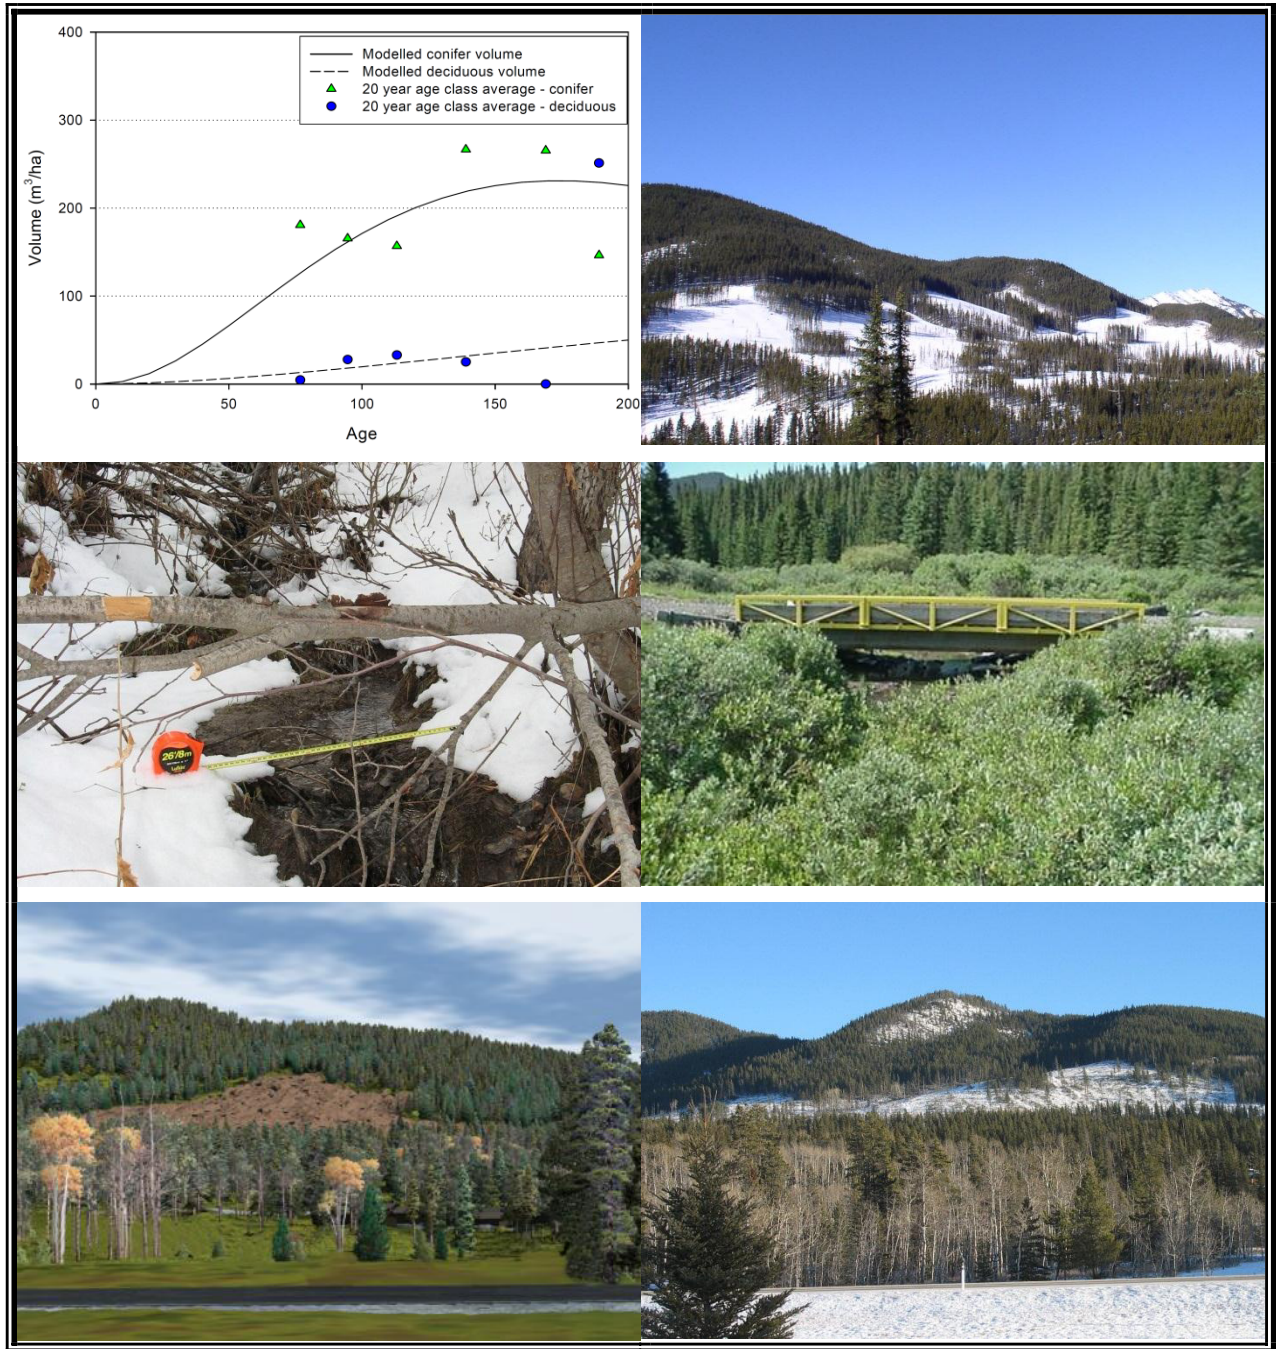 400
300
200
100
0
Volume (m³/ha)
Modelled conifer volume
Modelled deciduous volume
20 year age class average - conifer
20 year age class average - deciduous
0 50 100 150 200
Age
26'/8m
Lufkin